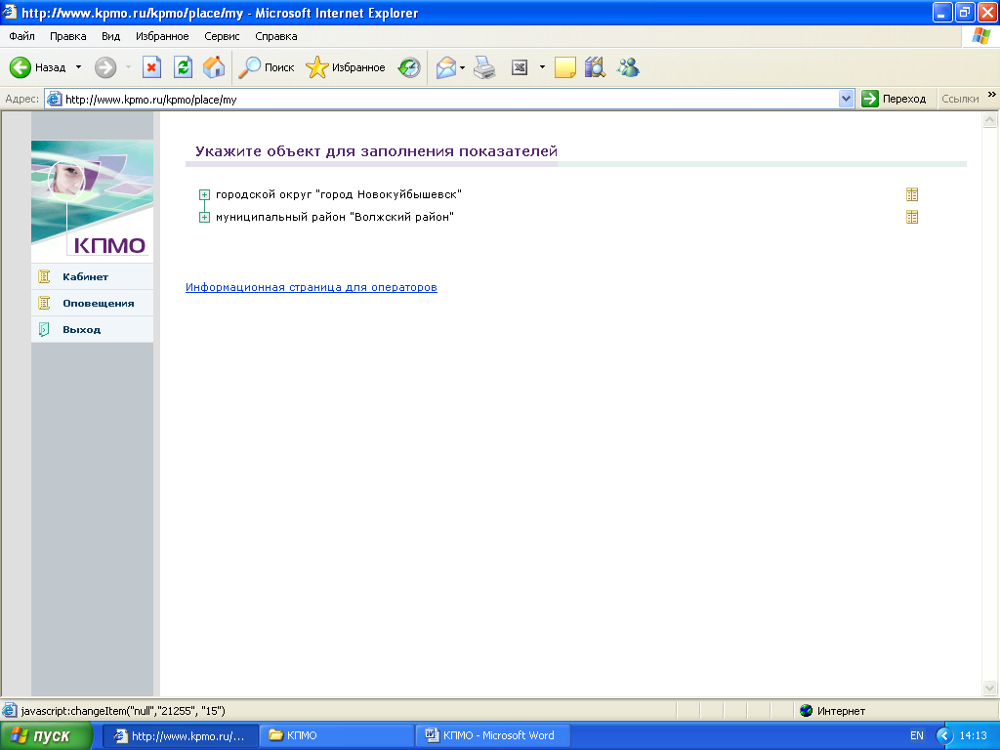 http://www.kpmo.ru/kpmo/place/my - Microsoft Internet Explorer
Файл Правка Вид Избранное Сервис Справка
Назад Поиск Избранное
Адрес: http://www.kpmo.ru/kpmo/place/my Переход Ссылки »
Укажите объект для заполнения показателей
городской округ "город Новокуйбышевск"
муниципальный район "Волжский район"
КПМО
Кабинет
Информационная страница для операторов
Оповещения
Выход
javascript:changeItem("null","21255", "15") Интернет
пуск http://www.kpmo.ru/... КПМО КПМО - Microsoft Word EN 14:13